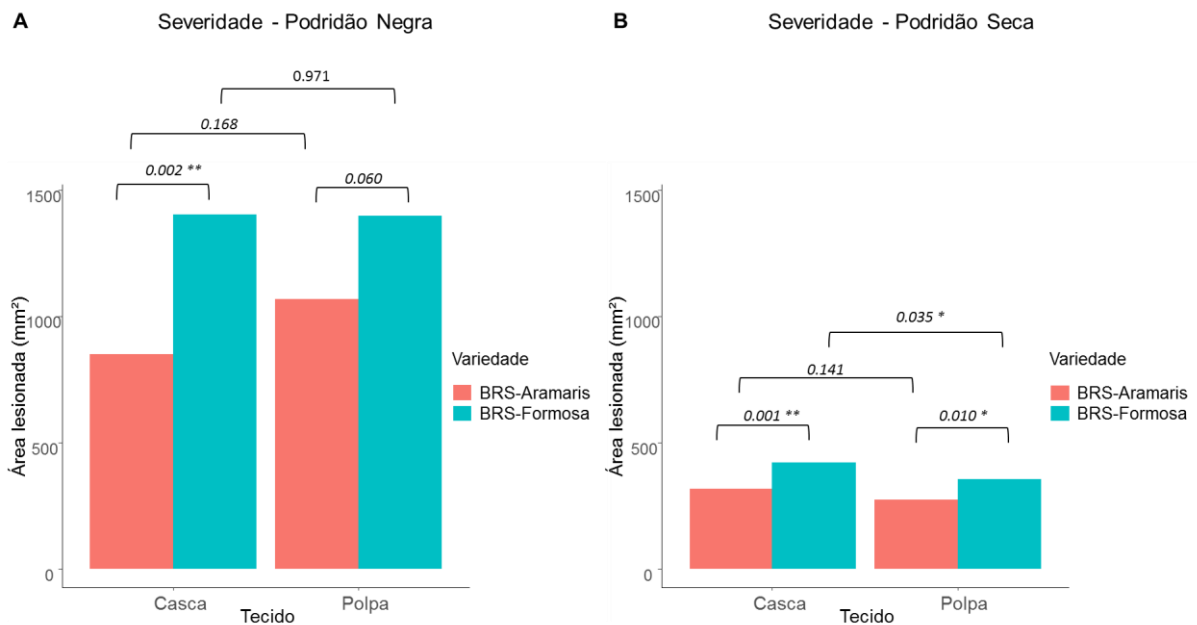 A Severidade - Podridão Negra
0.971
0.168
0.002 **
0.060
1500
1000
500
0
Área lesionada (mm²)
Casca
Polpa
Tecido
Variedade
BRS-Aramaris
BRS-Formosa
B Severidade - Podridão Seca
0.035 *
0.141
0.001 **
0.010 *
1500
1000
500
0
Área lesionada (mm²)
Casca
Polpa
Tecido
Variedade
BRS-Aramaris
BRS-Formosa